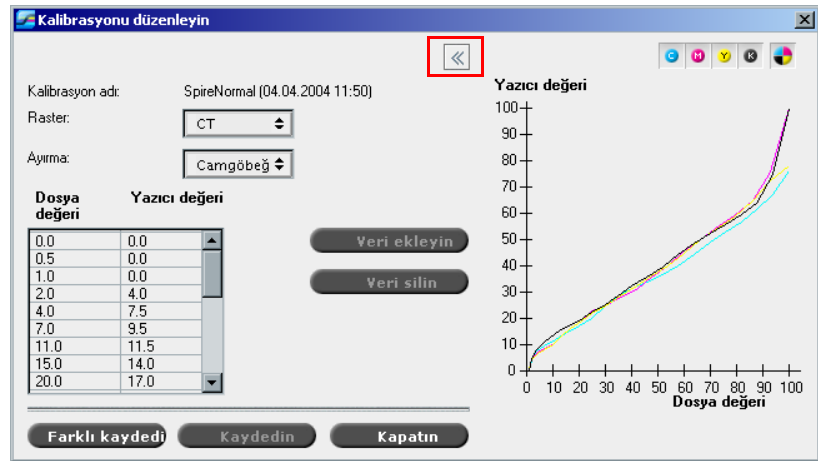 Kalibrasyonu düzenleyin
Kalibrasyon adı: SpireNormal (04.04.2004 11:50)
Raster: CT
Ayırma: Camgöbeğ
Dosya değeri Yazıcı değeri
0.0 0.0
0.5 0.0
1.0 0.0
2.0 4.0
4.0 7.5
7.0 9.5
11.0 11.5
15.0 14.0
20.0 17.0
Veri ekleyin
Veri silin
Farklı kaydedi Kaydedin Kapatın
C M Y K
Yazıcı değeri
100
90
80
70
60
50
40
30
20
10
0
0 10 20 30 40 50 60 70 80 90 100
Dosya değeri